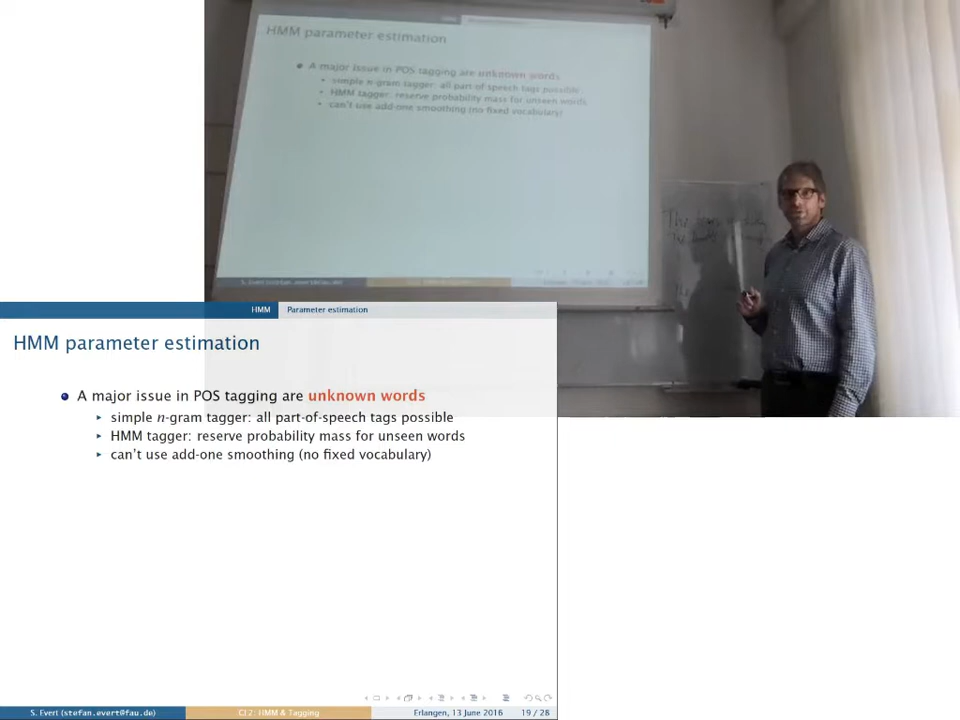 HMM parameter estimation
A major issue in POS tagging are unknown words
simple n-gram tagger: all part of speech tags possible
HMM tagger: reserve probability mass for unseen words
can't use add-one smoothing (no fixed vocabulary)
HMM Parameter estimation
HMM parameter estimation
A major issue in POS tagging are unknown words
simple n-gram tagger: all part-of-speech tags possible
HMM tagger: reserve probability mass for unseen words
can't use add-one smoothing (no fixed vocabulary)
S. Evert (stefan.evert@fau.de) Cl 2: HMM & Tagging Erlangen, 13 June 2016 19 / 28